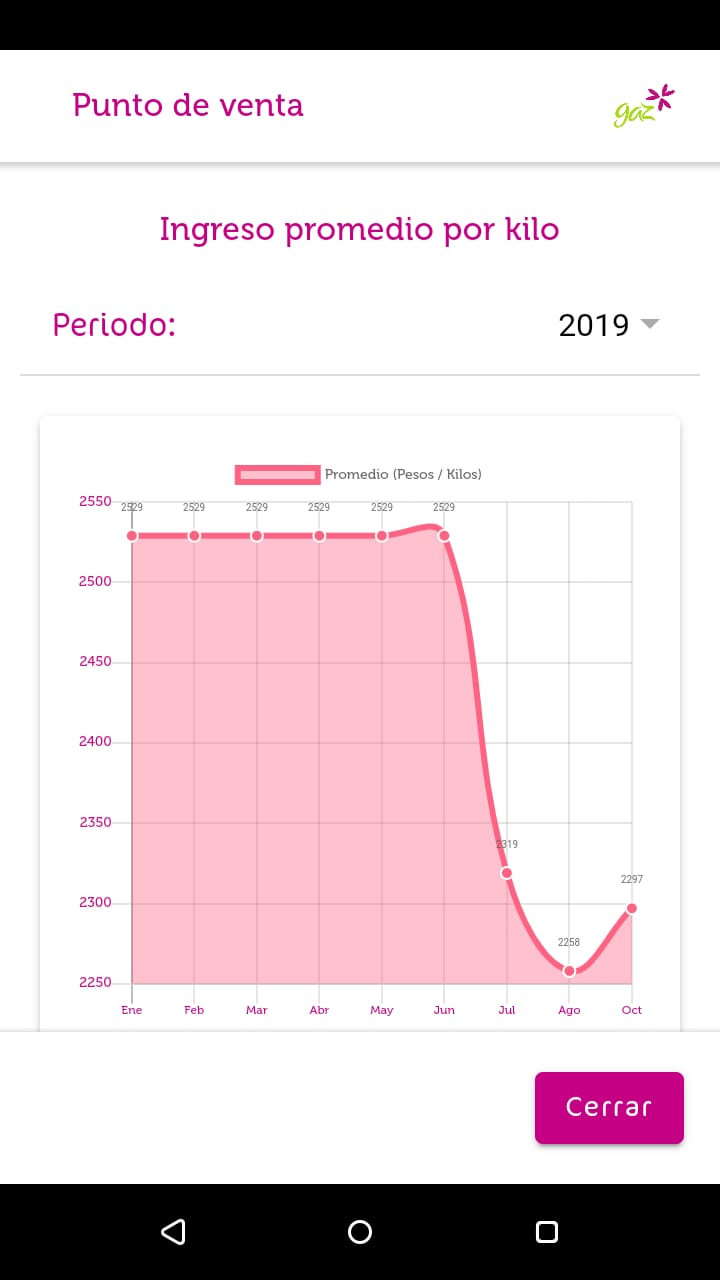 Punto de venta
gaz
Ingreso promedio por kilo
Periodo: 2019
Promedio (Pesos / Kilos)
2550
2529 2529 2529 2529 2529 2529
2500
2450
2400
2350
2319
2300
2297
2258
2250
Ene Feb Mar Abr May Jun Jul Ago Oct
Cerrar